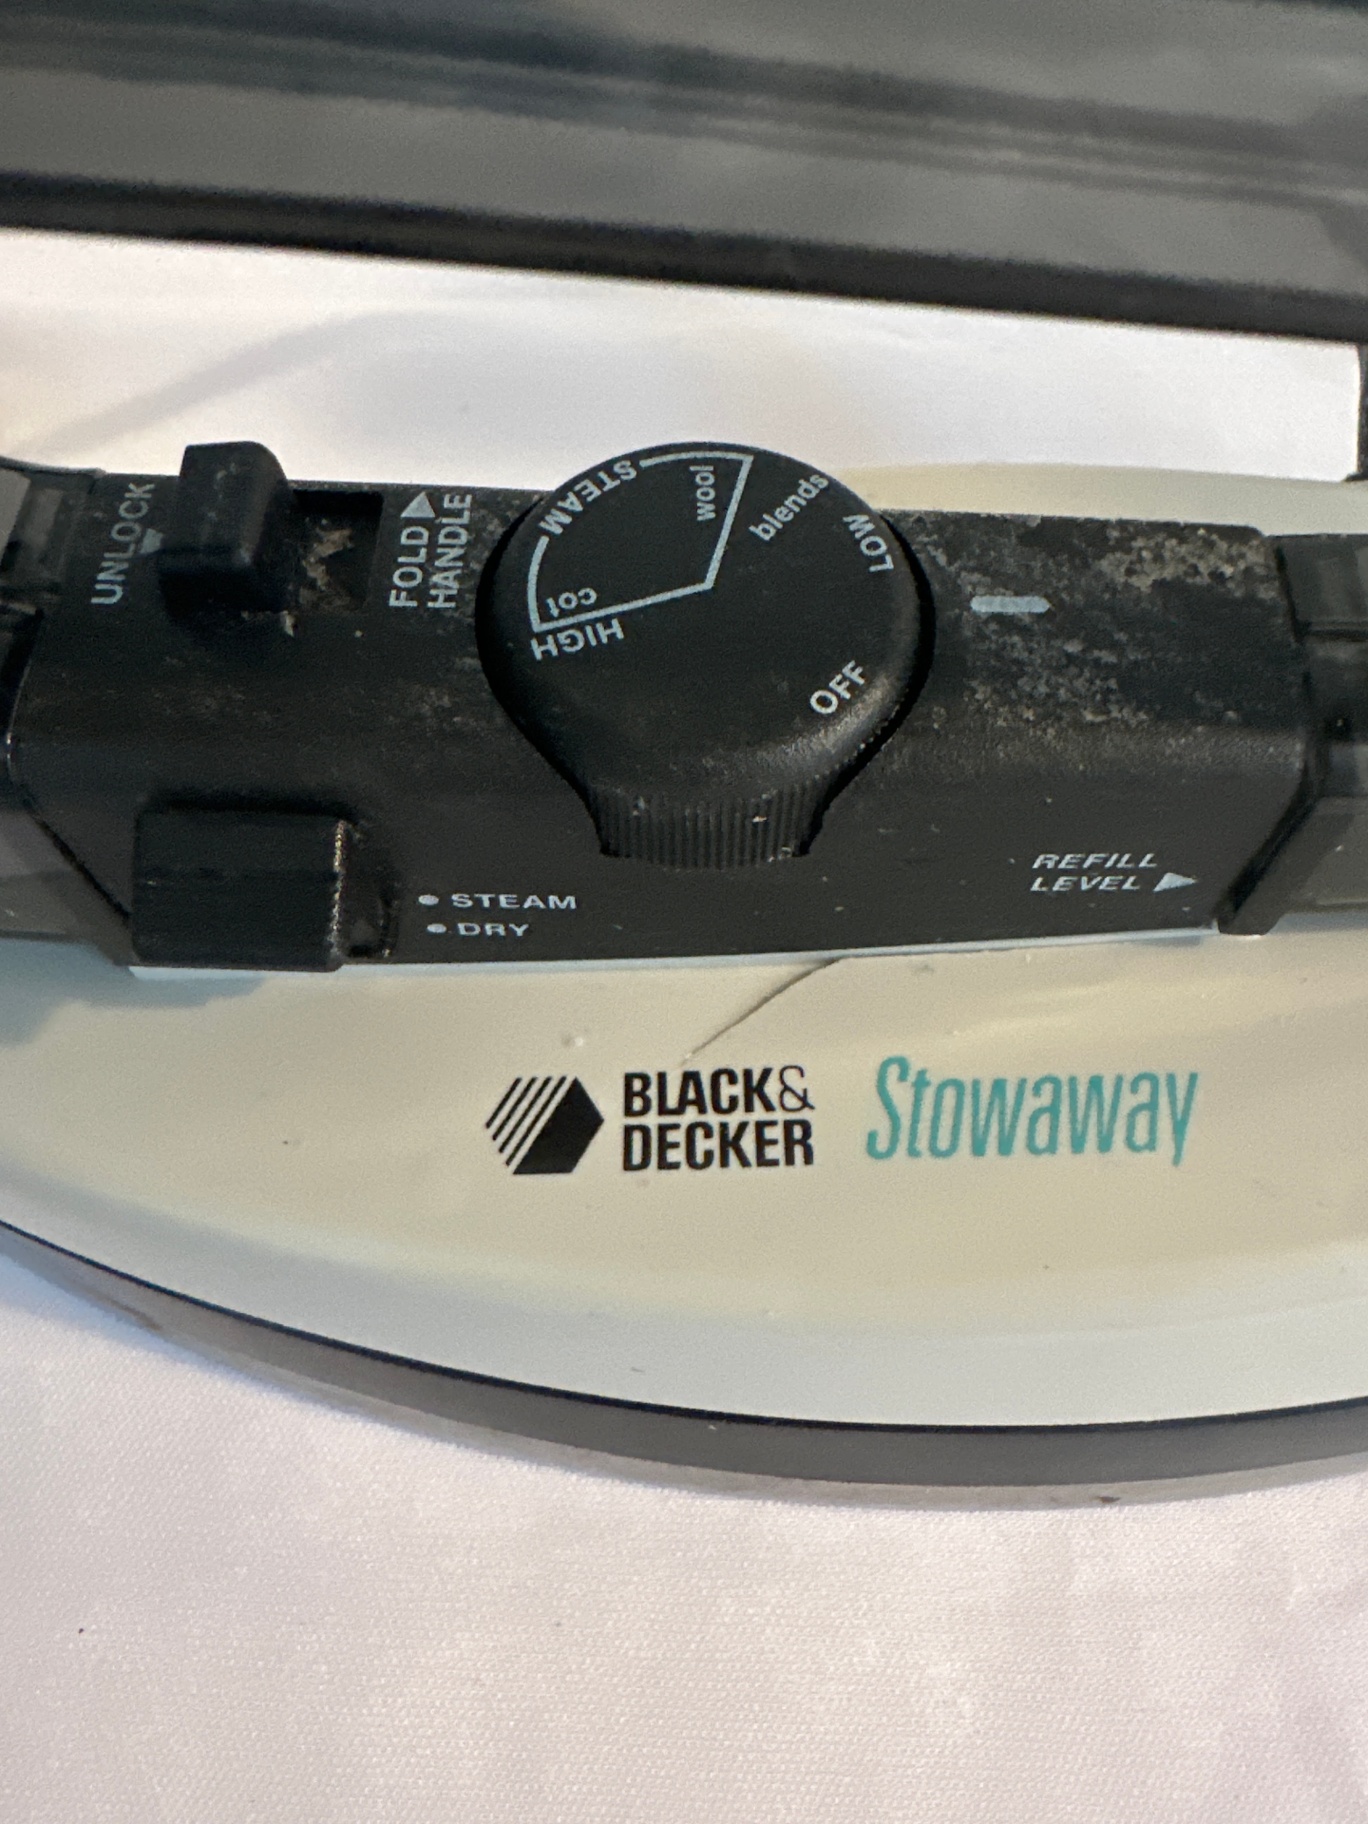 UNLOCK
FOLD
HANDLE
STEAM
wool
blends
LOW
cot
HIGH
OFF
REFILL
LEVEL
• STEAM
• DRY
BLACK&
DECKER
Stowaway